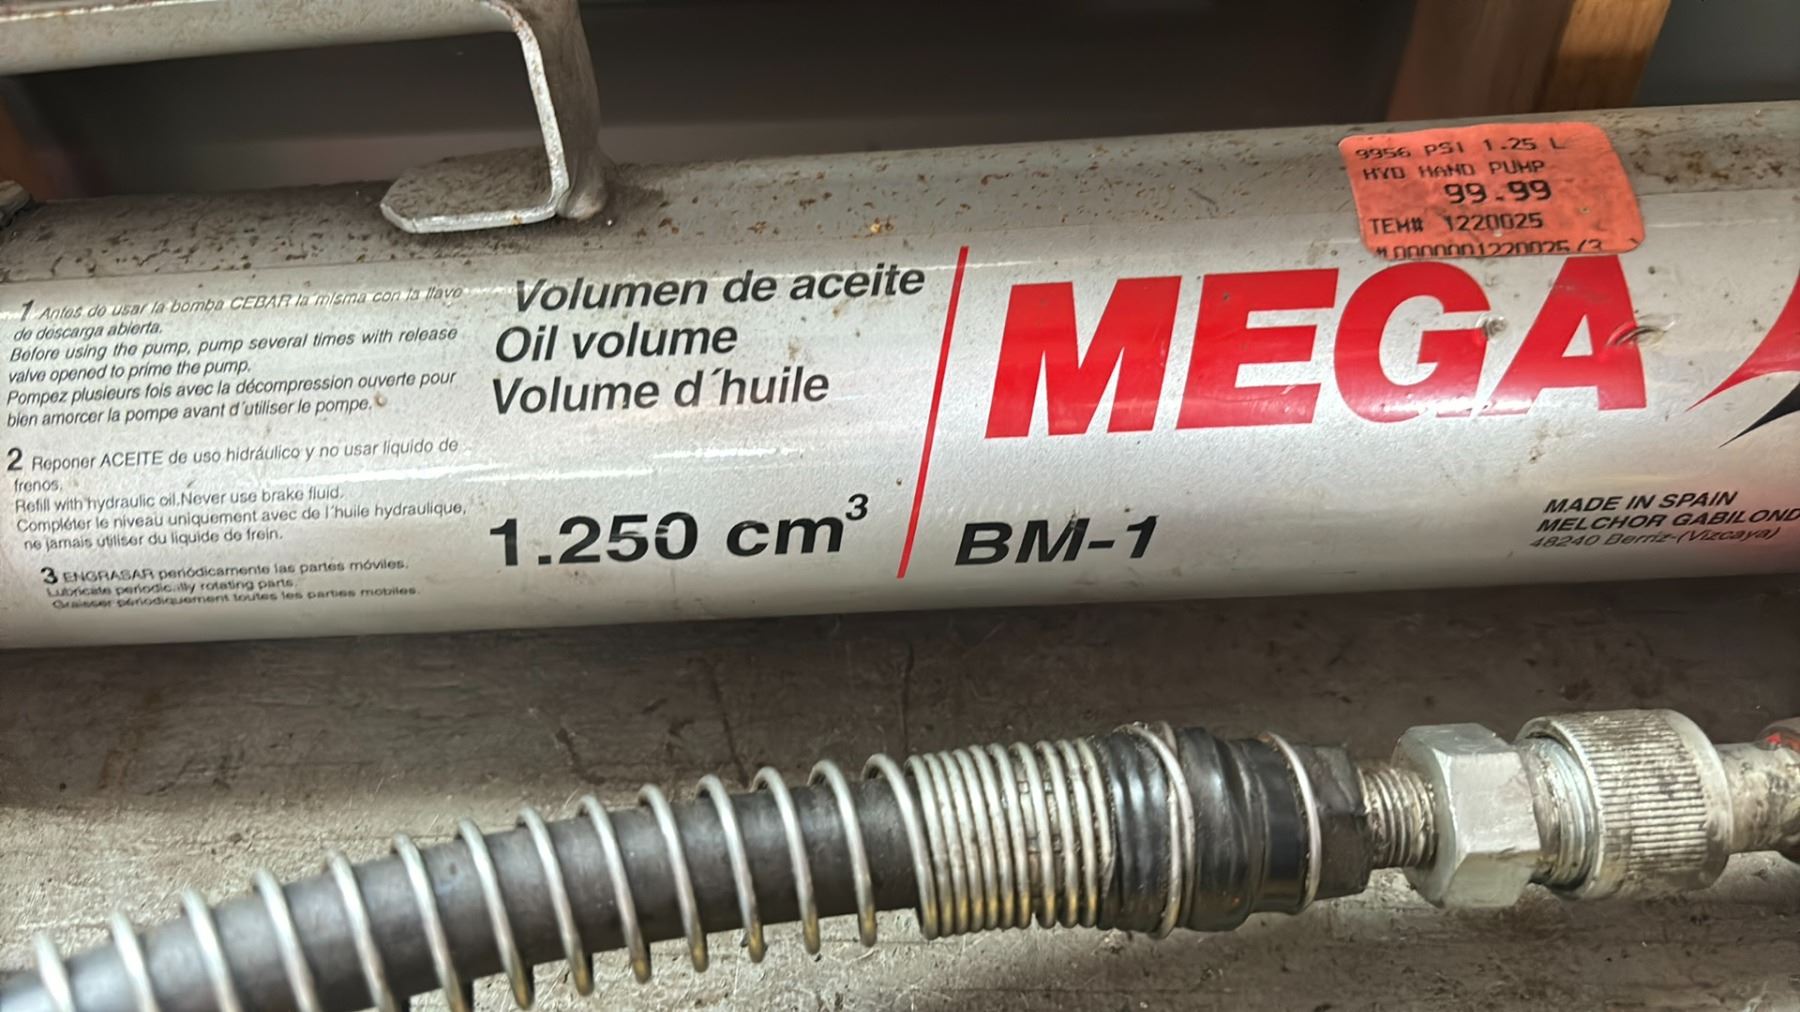 9956 PSI 1.25 L
HYD HAND PUMP
99.99
TEM# 1220025
1 Antes de usar la bomba CEBAR la misma con la llave
de descarga abierta.
Before using the pump, pump several times with release
valve opened to prime the pump.
Pompez plusieurs fois avec la décompression ouverte pour
bien amorcer la pompe avant d´utiliser le pompe.
2 Reponer ACEITE de uso hidráulico y no usar liquido de
frenos.
Refill with hydraulic oil.Never use brake fluid.
Compléter le niveau uniquement avec de l´huile hydraulique,
ne jamais utiliser du liquide de frein.
3 ENGRASAR periódicamente las partes móviles.
Lubricate periodically rotating parts.
Graisser périodiquement toutes les parties mobiles.
Volumen de aceite
Oil volume
Volume d´huile
1.250 cm³
MEGA
BM-1
MADE IN SPAIN
MELCHOR GABILOND
48240 Berriz-(Vizcaya)